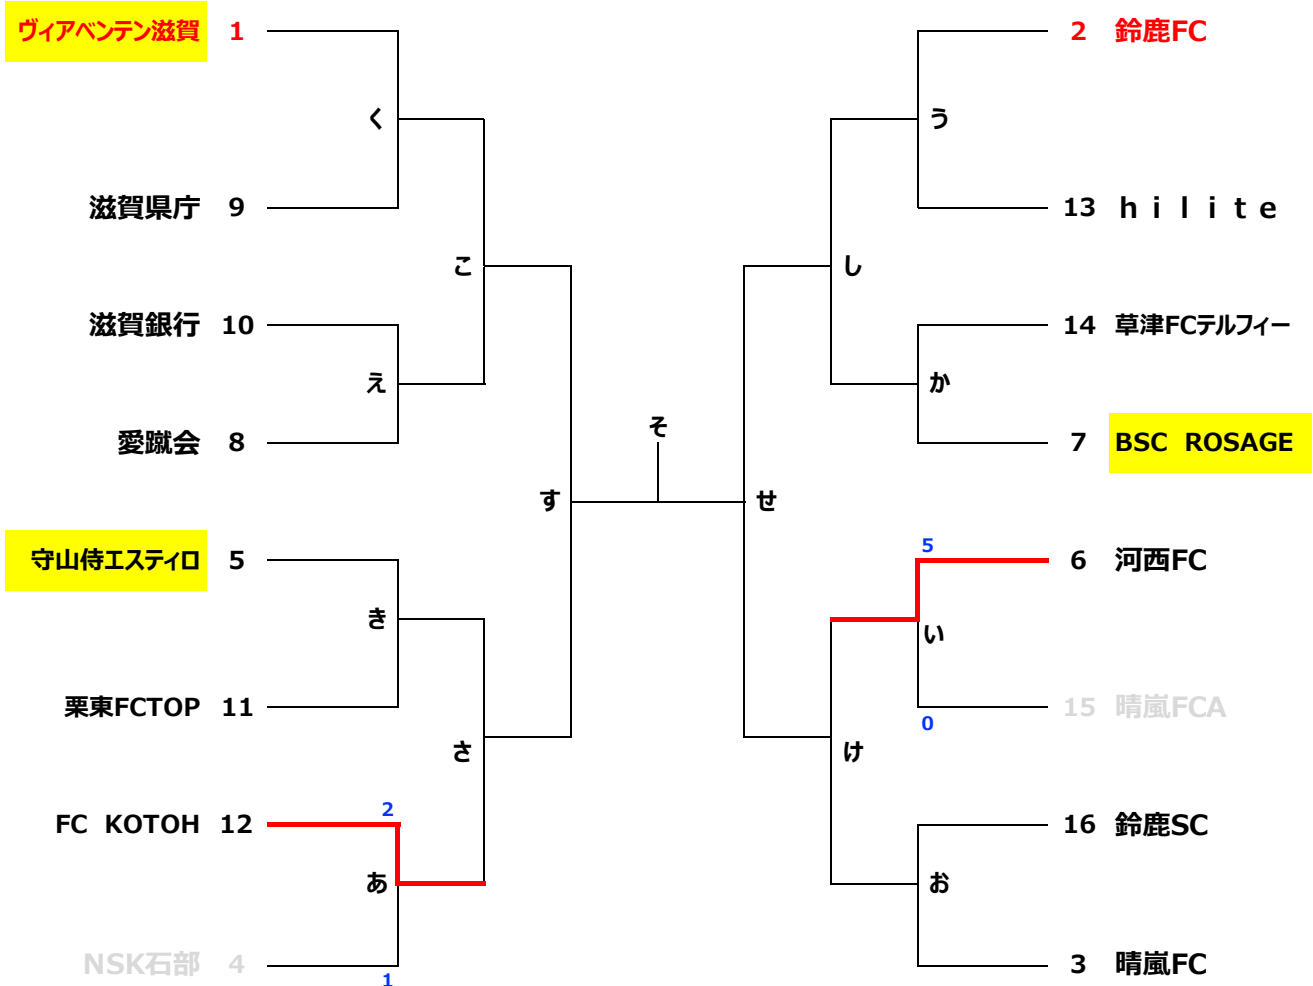 ヴィアベンテン滋賀 1
2 鈴鹿FC
く
う
滋賀県庁 9
13 ｈｉｌｉｔｅ
こ
し
滋賀銀行 10
14 草津FCテルフィー
え
か
愛蹴会 8
そ
7 BSC ROSAGE
す
せ
守山侍エスティロ 5
5
6 河西FC
き
い
栗東FCTOP 11
15 晴嵐FCA
0
さ
け
FC KOTOH 12
2
16 鈴鹿SC
あ
お
NSK石部 4
1
3 晴嵐FC